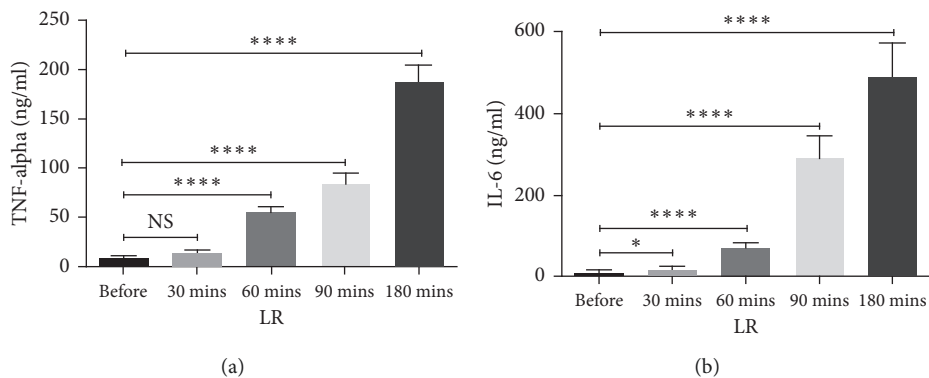 250
200
150
100
50
0
TNF-alpha (ng/ml)
****
****
****
NS
Before 30 mins 60 mins 90 mins 180 mins
LR
(a)
600
400
200
0
IL-6 (ng/ml)
****
****
****
*
Before 30 mins 60 mins 90 mins 180 mins
LR
(b)